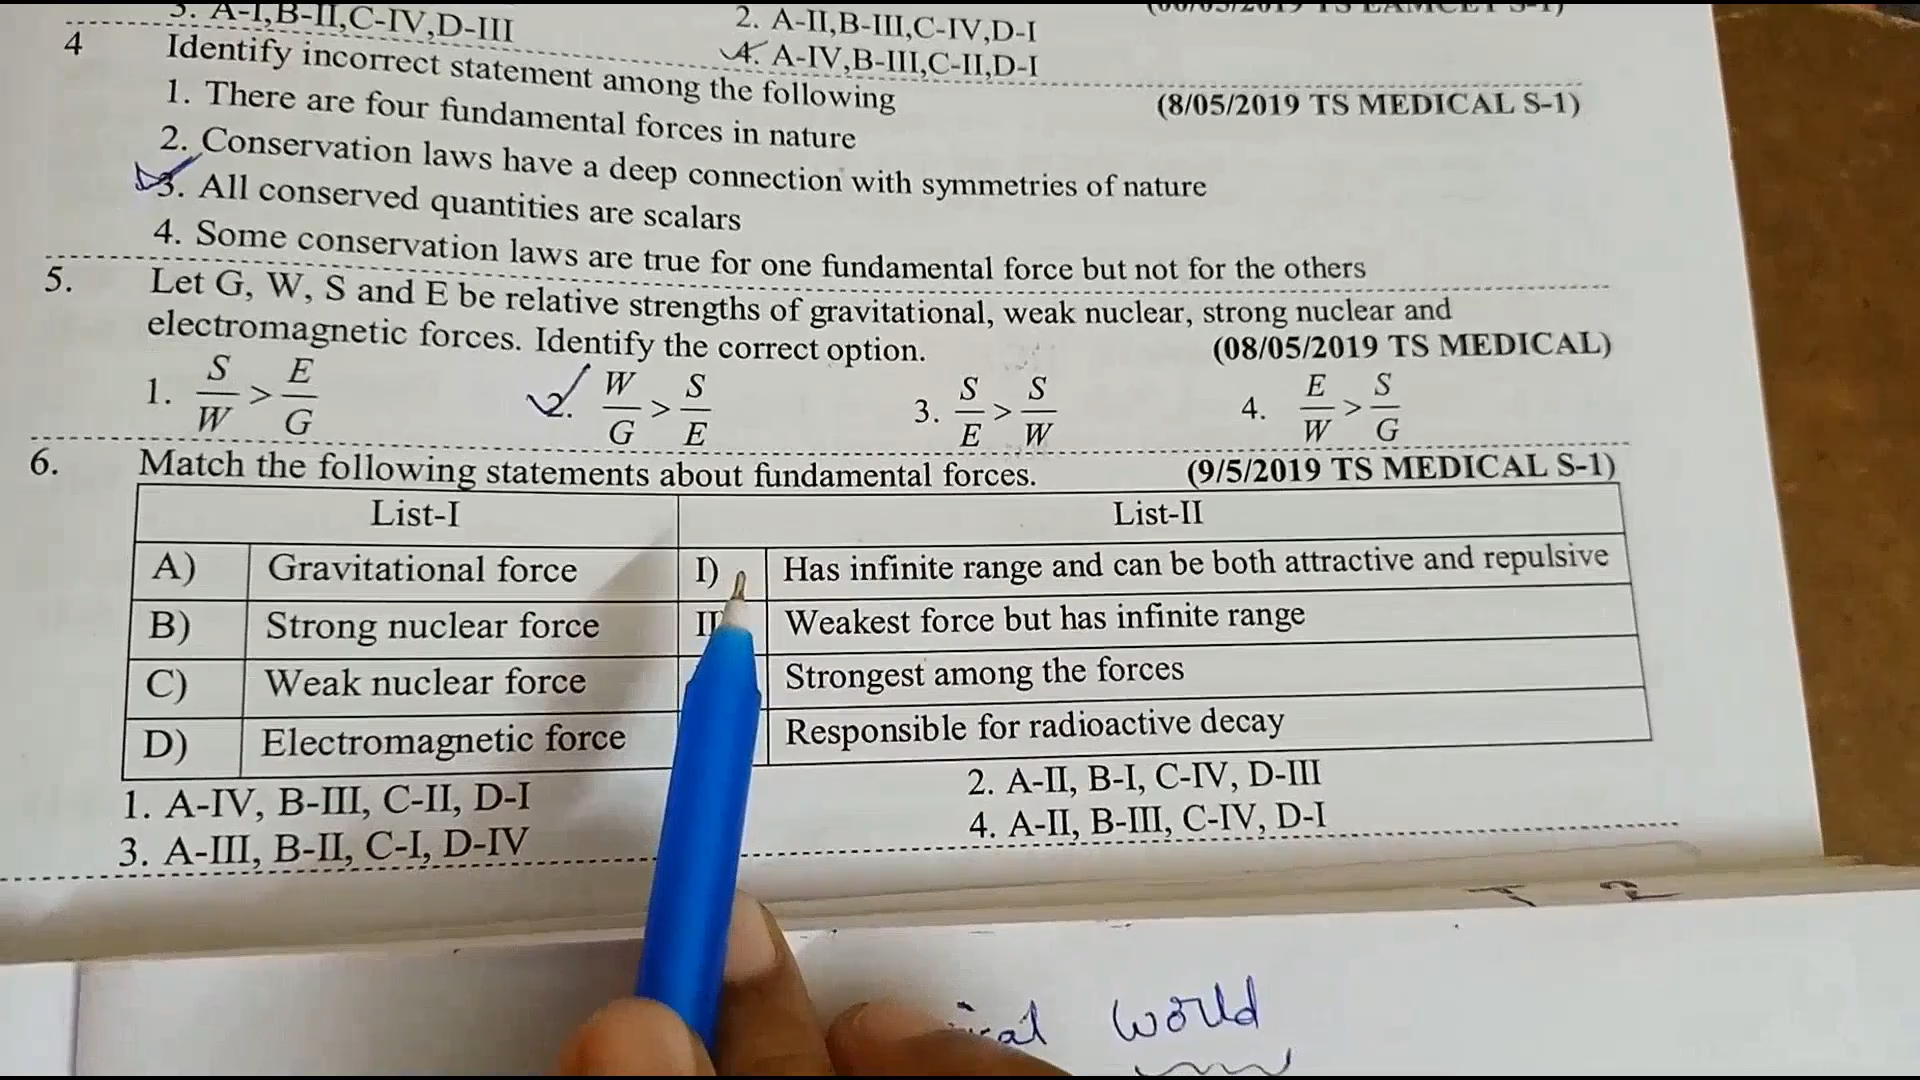 3. A-I,B-II,C-IV,D-III
2. A-II,B-III,C-IV,D-I
4. A-IV,B-III,C-II,D-I
4 Identify incorrect statement among the following (8/05/2019 TS MEDICAL S-1)
1. There are four fundamental forces in nature
2. Conservation laws have a deep connection with symmetries of nature
3. All conserved quantities are scalars
4. Some conservation laws are true for one fundamental force but not for the others
5. Let G, W, S and E be relative strengths of gravitational, weak nuclear, strong nuclear and
electromagnetic forces. Identify the correct option. (08/05/2019 TS MEDICAL)
1. S/W > E/G 2. W/G > S/E 3. S/E > S/W 4. E/W > S/G
6. Match the following statements about fundamental forces. (9/5/2019 TS MEDICAL S-1)
List-I List-II
A) Gravitational force I) Has infinite range and can be both attractive and repulsive
B) Strong nuclear force Weakest force but has infinite range
C) Weak nuclear force Strongest among the forces
D) Electromagnetic force Responsible for radioactive decay
1. A-IV, B-III, C-II, D-I 2. A-II, B-I, C-IV, D-III
3. A-III, B-II, C-I, D-IV 4. A-II, B-III, C-IV, D-I
world